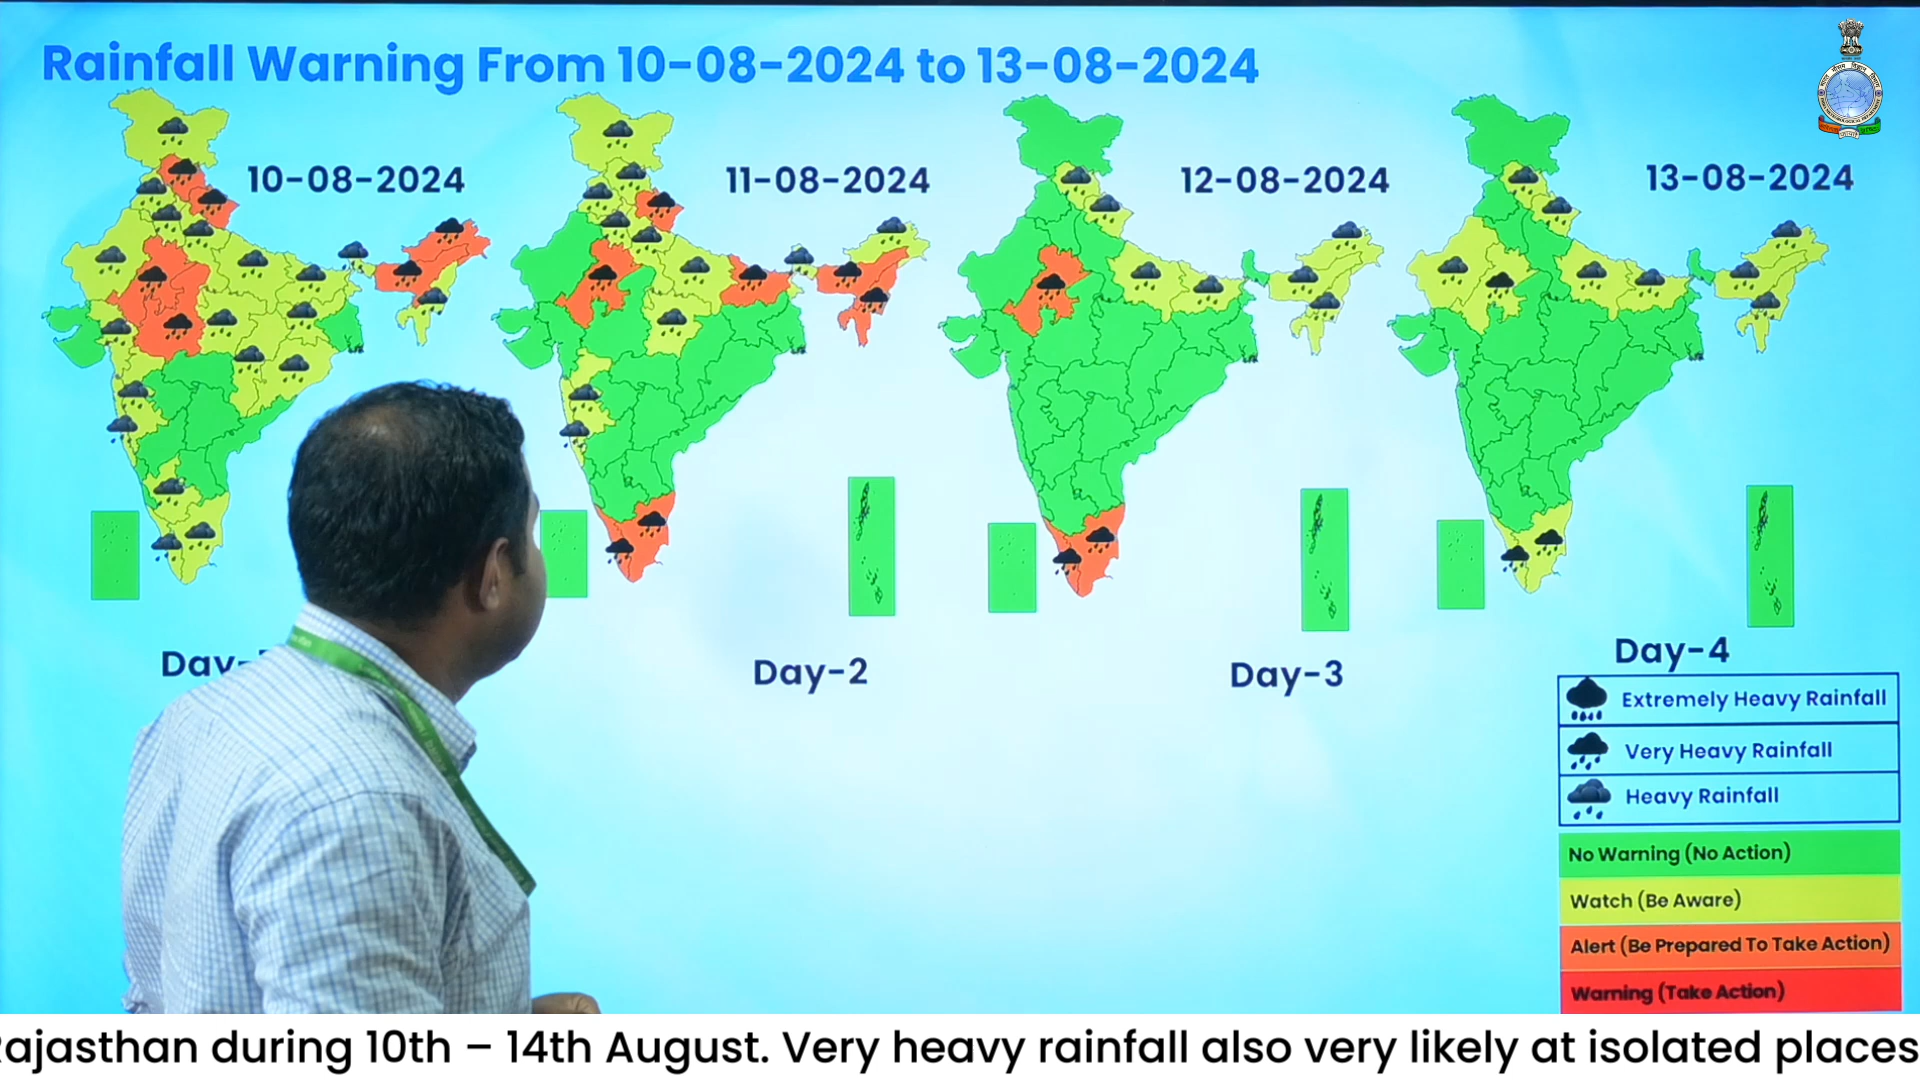 Rainfall Warning From 10-08-2024 to 13-08-2024
10-08-2024
11-08-2024
12-08-2024
13-08-2024
Day-
Day-2
Day-3
Day-4
Extremely Heavy Rainfall
Very Heavy Rainfall
Heavy Rainfall
No Warning (No Action)
Watch (Be Aware)
Alert (Be Prepared To Take Action)
Warning (Take Action)
Rajasthan during 10th – 14th August. Very heavy rainfall also very likely at isolated places